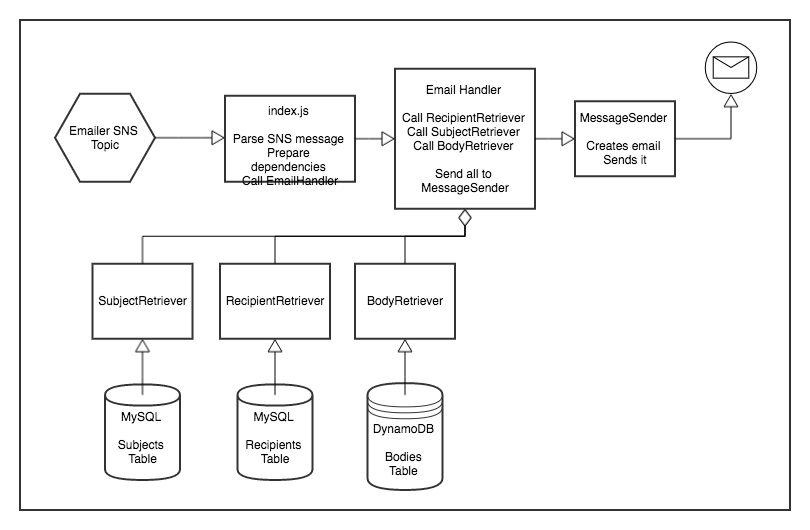 Emailer SNS
Topic
index.js
Parse SNS message
Prepare
dependencies
Call EmailHandler
Email Handler
Call RecipientRetriever
Call SubjectRetriever
Call BodyRetriever
Send all to
MessageSender
MessageSender
Creates email
Sends it
SubjectRetriever
RecipientRetriever
BodyRetriever
MySQL
Subjects
Table
MySQL
Recipients
Table
DynamoDB
Bodies
Table